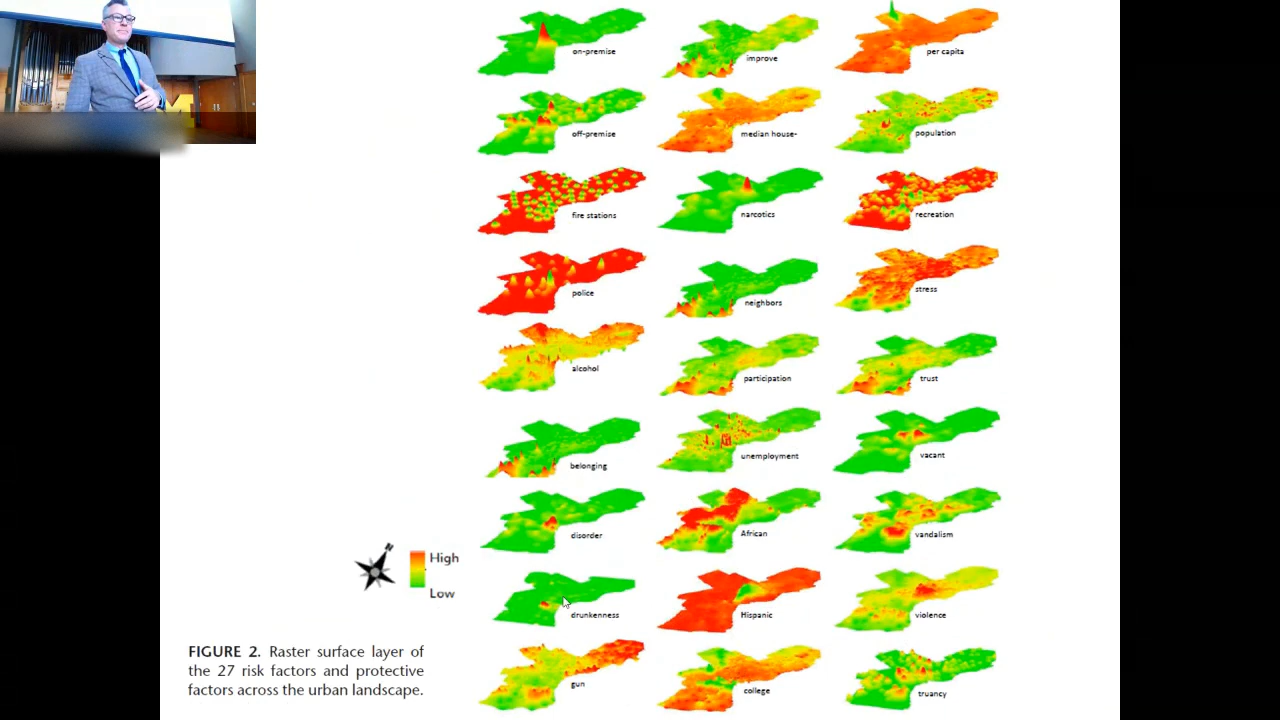 on-premise
improve
per capita
off-premise
median house-
population
fire stations
narcotics
recreation
police
neighbors
stress
alcohol
participation
trust
belonging
unemployment
vacant
disorder
African
vandalism
drunkenness
Hispanic
violence
gun
college
truancy
N
High
Low
FIGURE 2. Raster surface layer of
the 27 risk factors and protective
factors across the urban landscape.